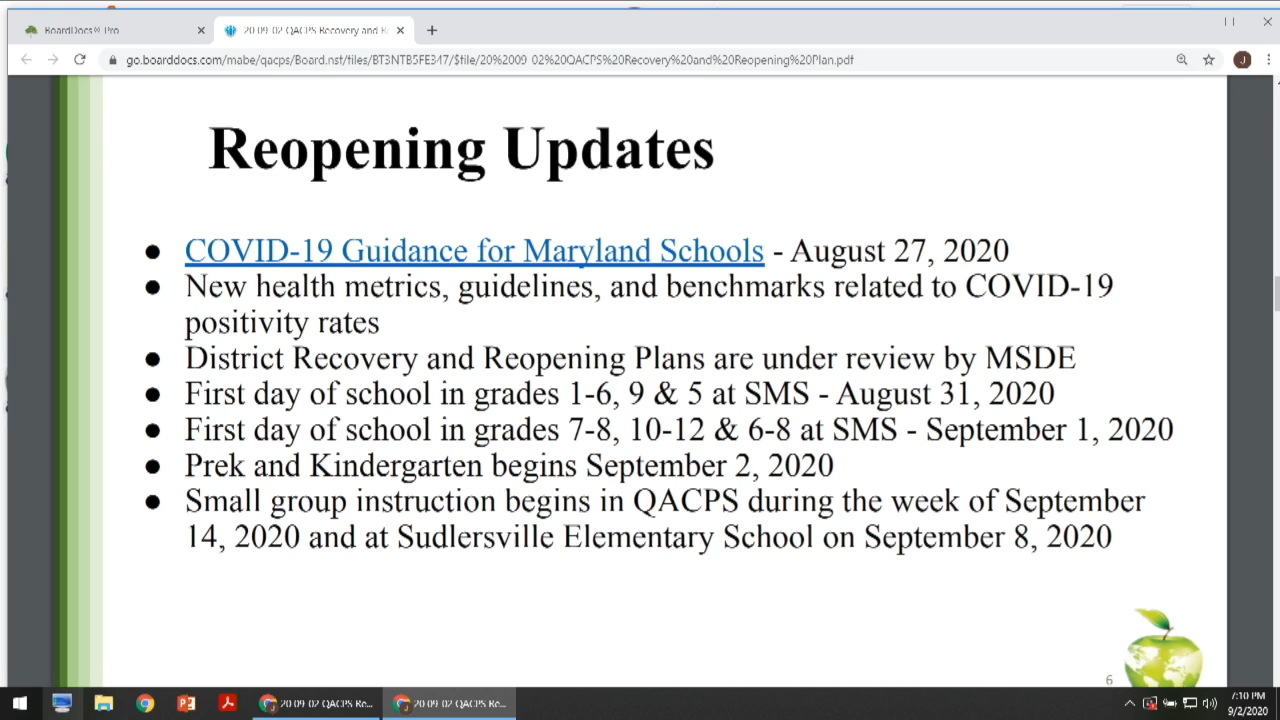 BoardDocs® Pro
20-09-02 QACPS Recovery and Re
go.boarddocs.com/mabe/qacps/Board.nsf/files/BT3NTB5FE347/$file/20%2009-02%20QACPS%20Recovery%20and%20Reopening%20Plan.pdf
J
Reopening Updates
● COVID-19 Guidance for Maryland Schools - August 27, 2020
● New health metrics, guidelines, and benchmarks related to COVID-19
positivity rates
● District Recovery and Reopening Plans are under review by MSDE
● First day of school in grades 1-6, 9 & 5 at SMS - August 31, 2020
● First day of school in grades 7-8, 10-12 & 6-8 at SMS - September 1, 2020
● Prek and Kindergarten begins September 2, 2020
● Small group instruction begins in QACPS during the week of September
14, 2020 and at Sudlersville Elementary School on September 8, 2020
6
20-09-02 QACPS Re...
20-09-02 QACPS Re...
7:10 PM
9/2/2020